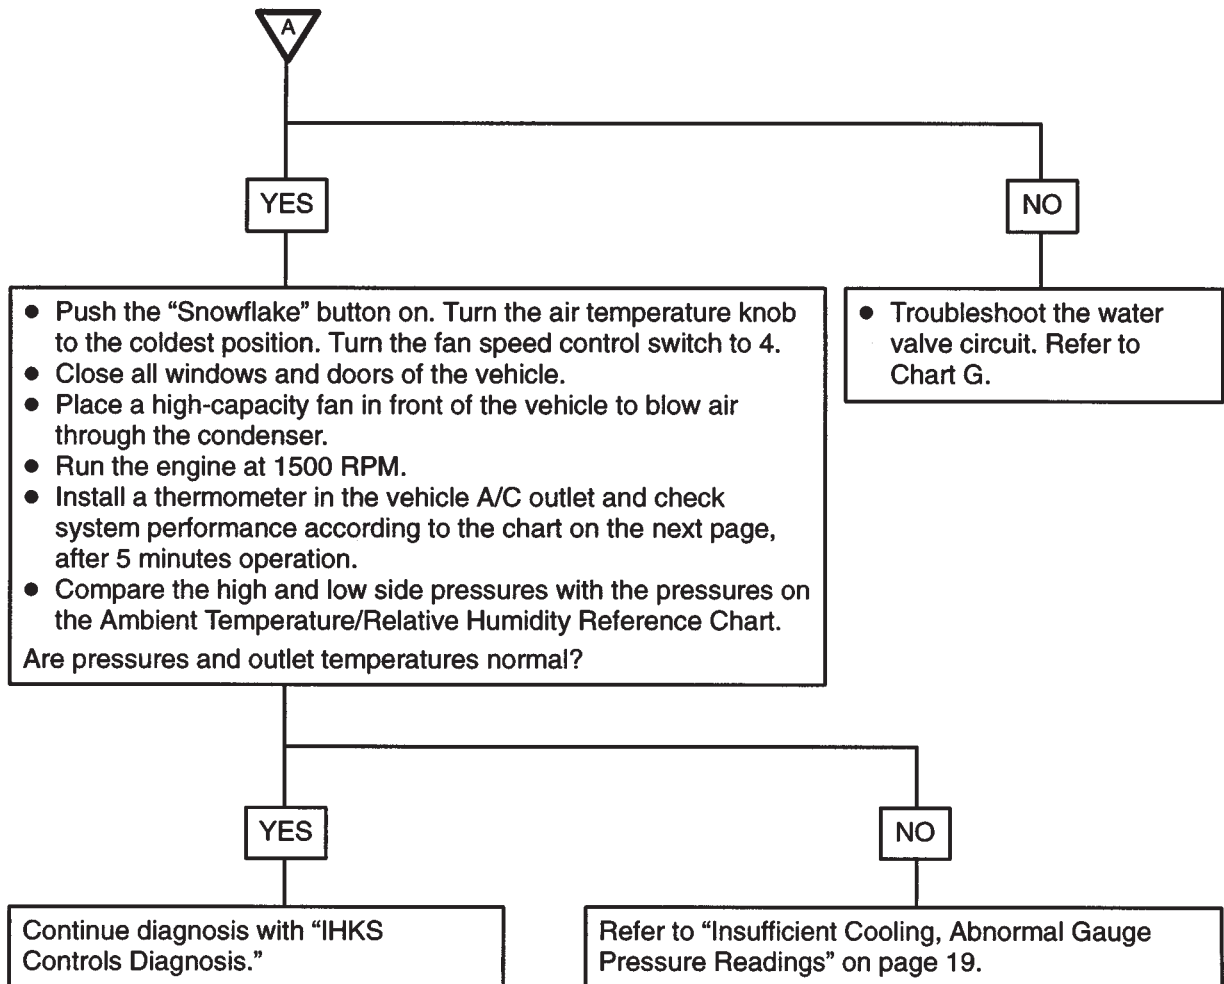 A
YES
NO
● Push the “Snowflake” button on. Turn the air temperature knob
to the coldest position. Turn the fan speed control switch to 4.
● Close all windows and doors of the vehicle.
● Place a high-capacity fan in front of the vehicle to blow air
through the condenser.
● Run the engine at 1500 RPM.
● Install a thermometer in the vehicle A/C outlet and check
system performance according to the chart on the next page,
after 5 minutes operation.
● Compare the high and low side pressures with the pressures on
the Ambient Temperature/Relative Humidity Reference Chart.
Are pressures and outlet temperatures normal?
● Troubleshoot the water
valve circuit. Refer to
Chart G.
YES
NO
Continue diagnosis with “IHKS
Controls Diagnosis.”
Refer to “Insufficient Cooling, Abnormal Gauge
Pressure Readings” on page 19.